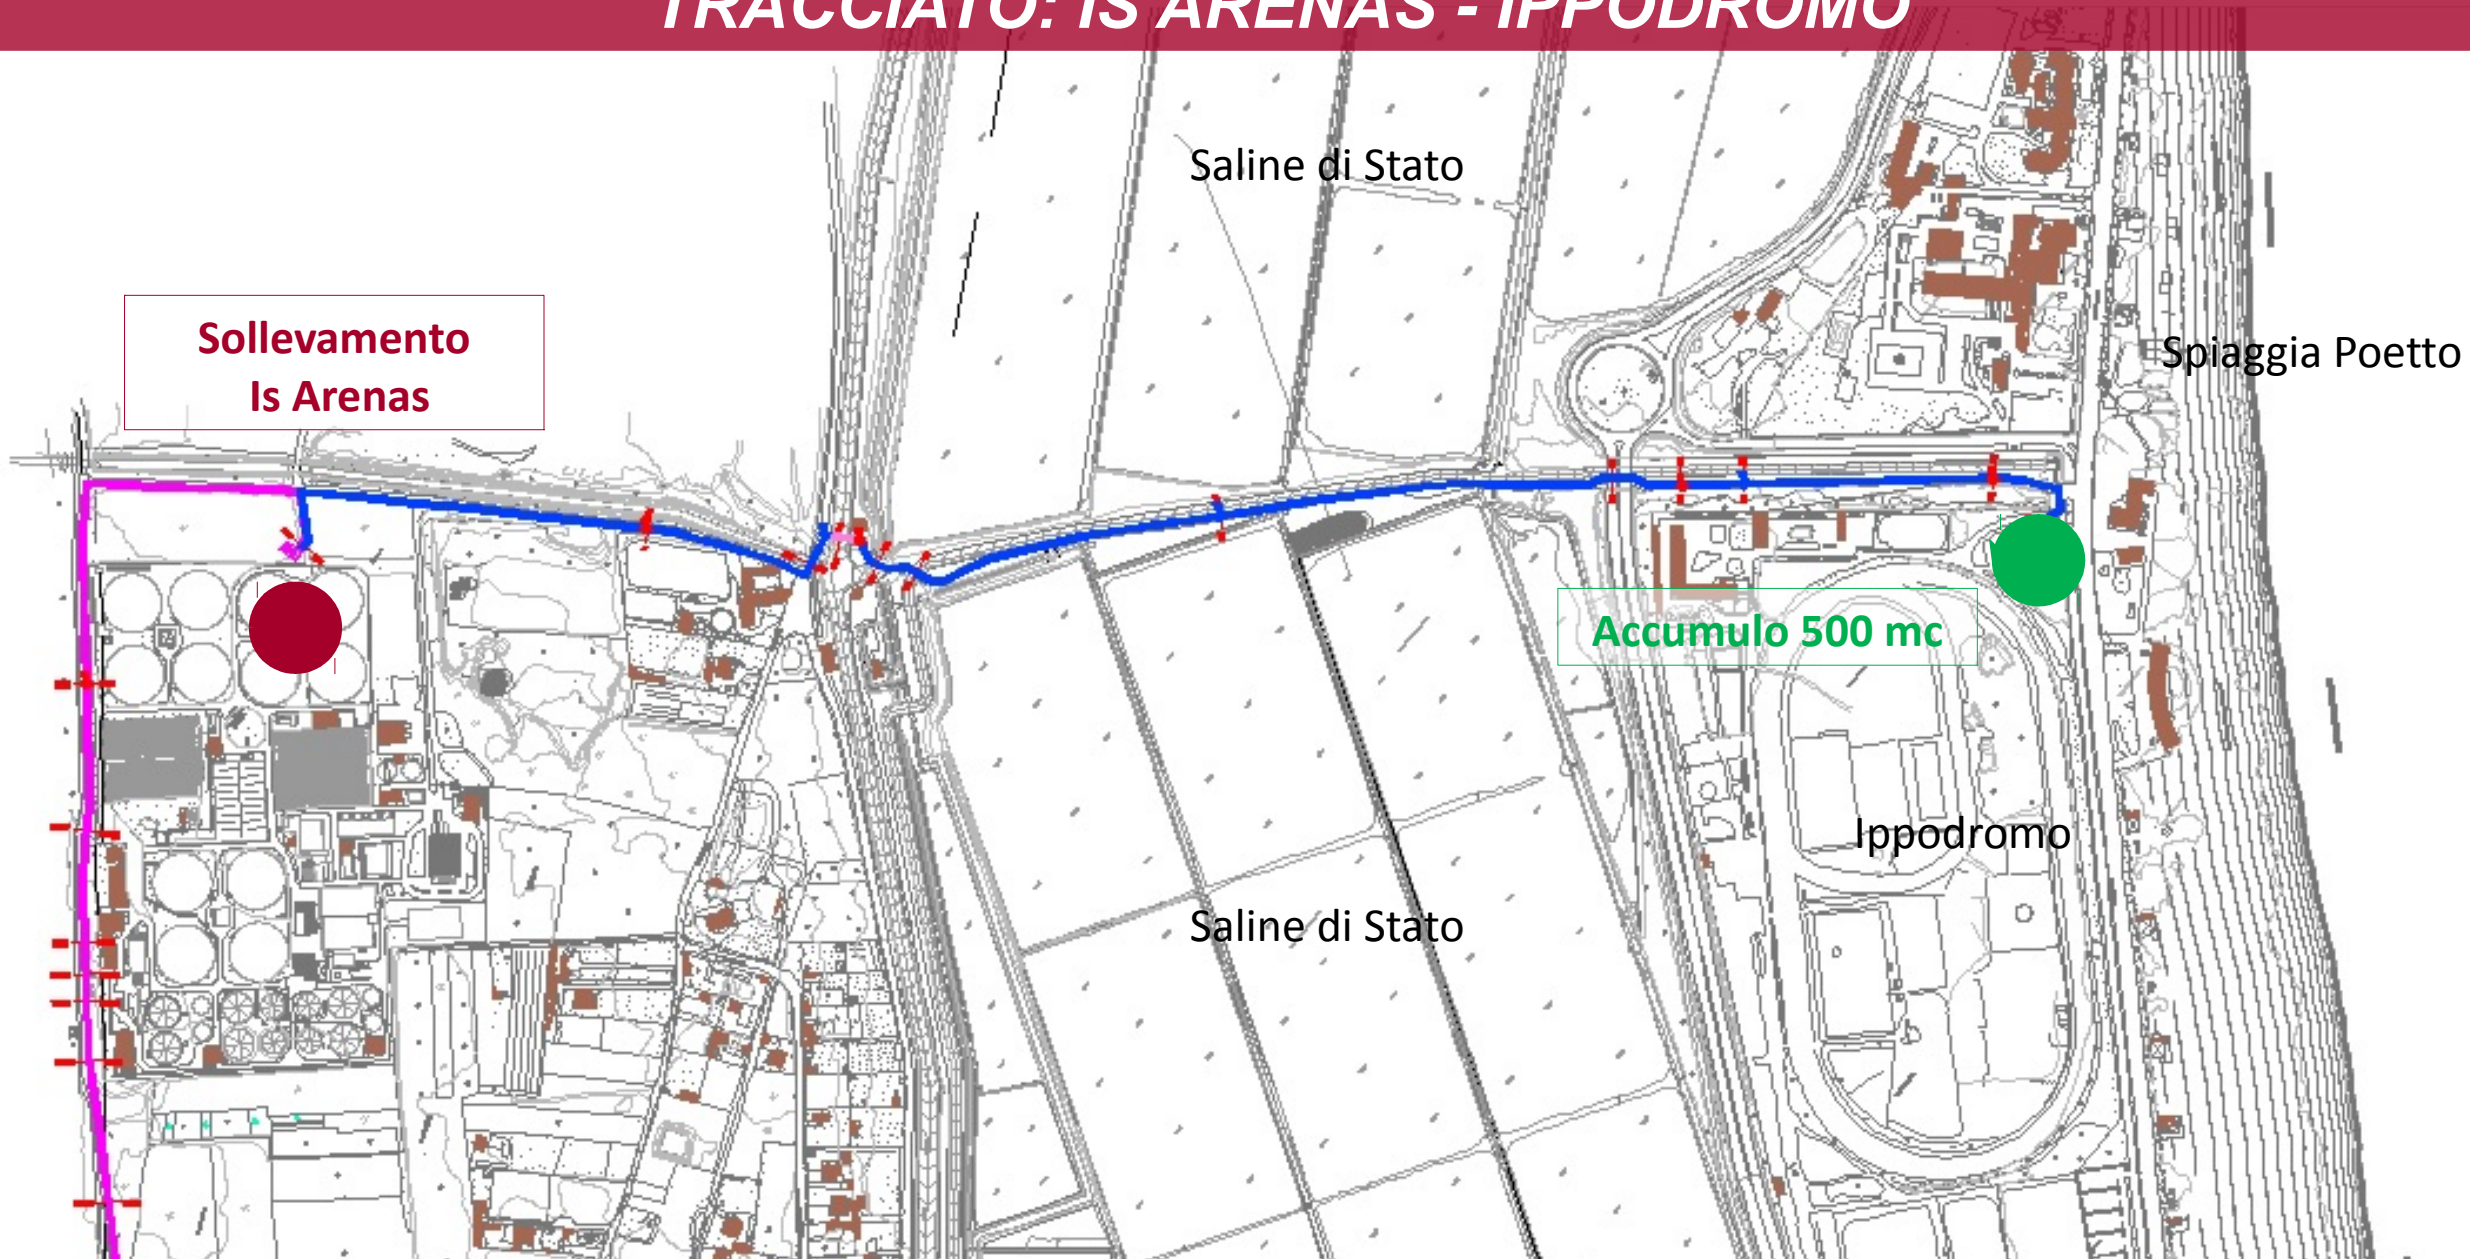 TRACCIATO: IS ARENAS - IPPODROMO
Saline di Stato
Sollevamento
Is Arenas
Spiaggia Poetto
Accumulo 500 mc
Ippodromo
Saline di Stato